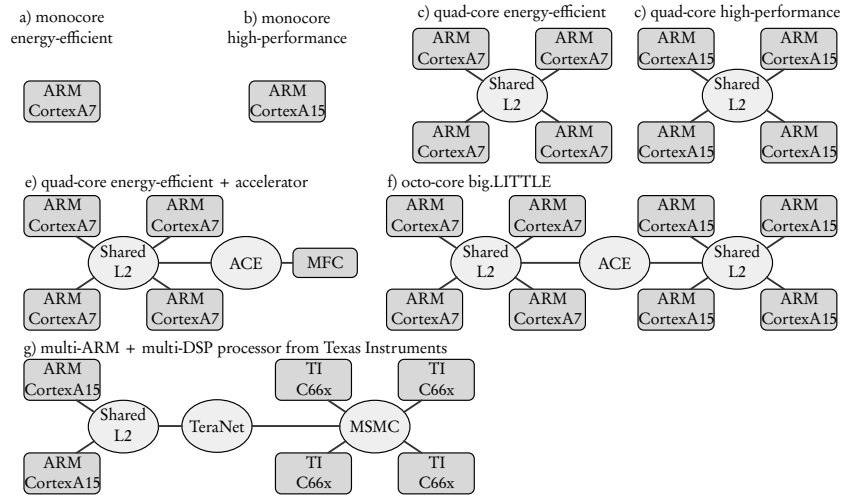 a) monocore
energy-efficient
b) monocore
high-performance
c) quad-core energy-efficient
c) quad-core high-performance
ARM
CortexA7
ARM
CortexA15
ARM
CortexA7
ARM
CortexA7
Shared
L2
ARM
CortexA7
ARM
CortexA7
ARM
CortexA15
ARM
CortexA15
Shared
L2
ARM
CortexA15
ARM
CortexA15
e) quad-core energy-efficient + accelerator
ARM
CortexA7
ARM
CortexA7
Shared
L2
ACE
MFC
ARM
CortexA7
ARM
CortexA7
f) octo-core big.LITTLE
ARM
CortexA7
ARM
CortexA7
Shared
L2
ARM
CortexA7
ARM
CortexA7
ACE
ARM
CortexA15
ARM
CortexA15
Shared
L2
ARM
CortexA15
ARM
CortexA15
g) multi-ARM + multi-DSP processor from Texas Instruments
ARM
CortexA15
Shared
L2
ARM
CortexA15
TeraNet
TI
C66x
TI
C66x
MSMC
TI
C66x
TI
C66x